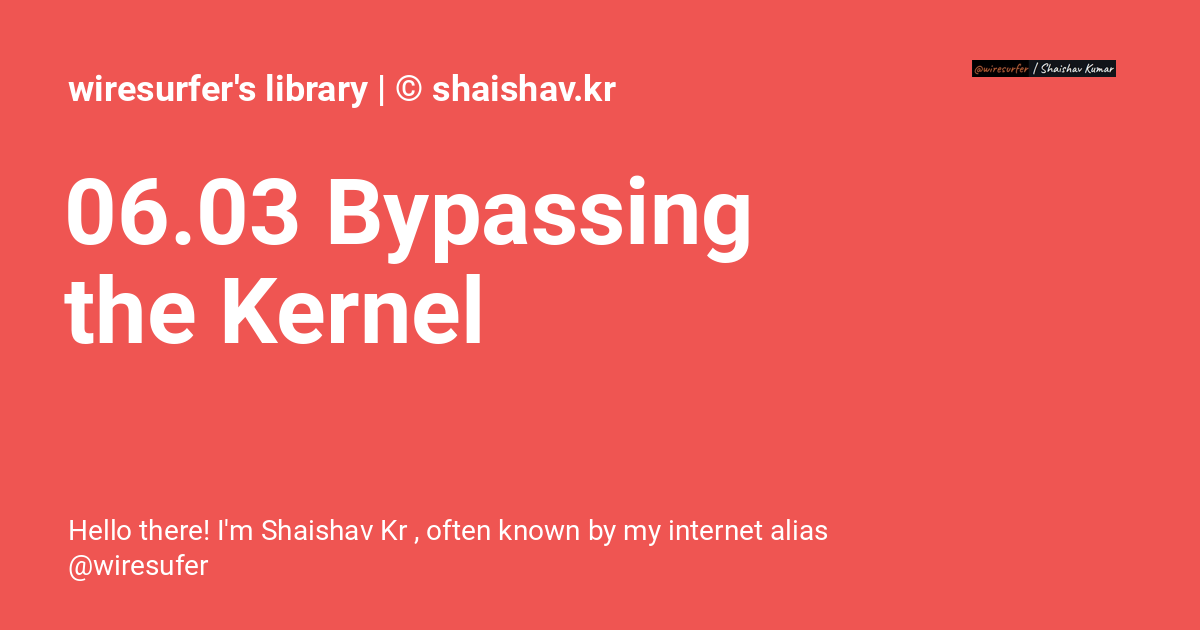 wiresurfer's library | © shaishav.kr
@wiresurfer | Shaishav Kumar
06.03 Bypassing
the Kernel
Hello there! I'm Shaishav Kr , often known by my internet alias
@wiresufer